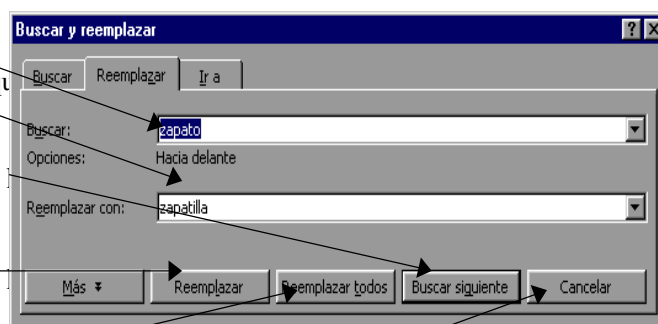 Buscar y reemplazar
Buscar Reemplazar Ir a
Buscar: zapato
Opciones: Hacia delante
Reemplazar con: zapatilla
Más Reemplazar Reemplazar todos Buscar siguiente Cancelar